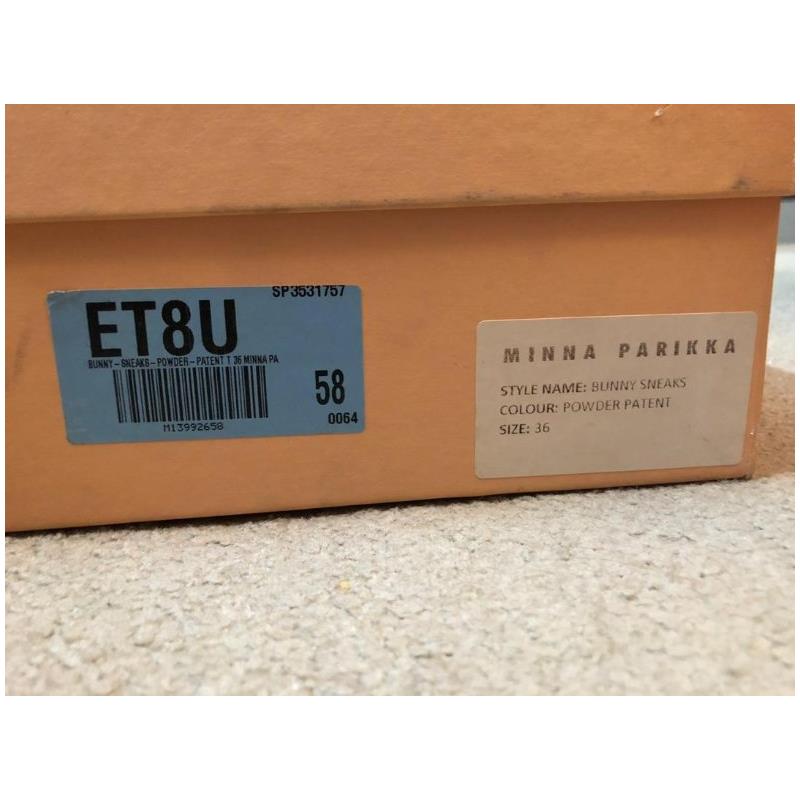 SP3531757
ET8U
BUNNY-SNEAKS-POWDER-PATENT T 36 MINNA PA
58
M13992658
0064
MINNA PARIKKA
STYLE NAME: BUNNY SNEAKS
COLOUR: POWDER PATENT
SIZE: 36